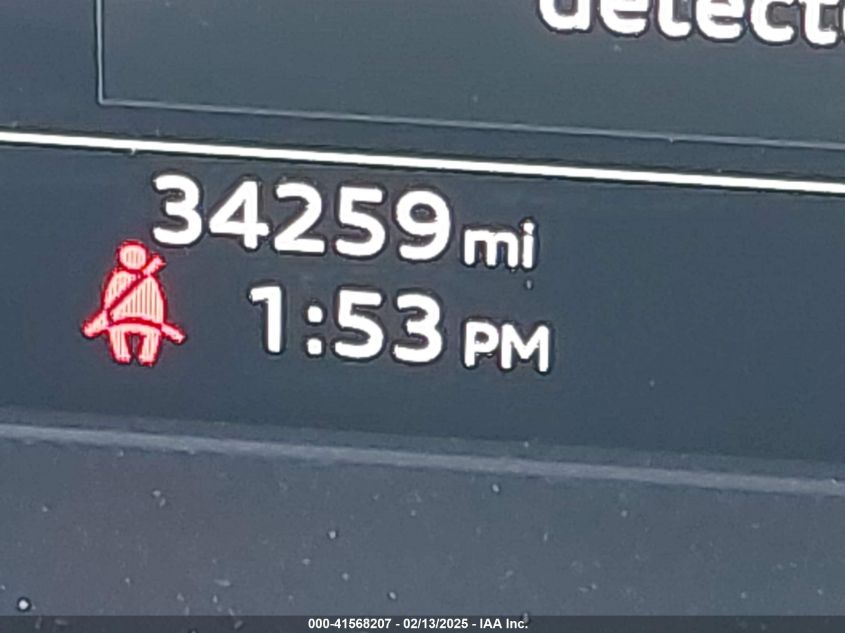 34259 mi
1:53 PM
000-41568207 - 02/13/2025 - IAA Inc.